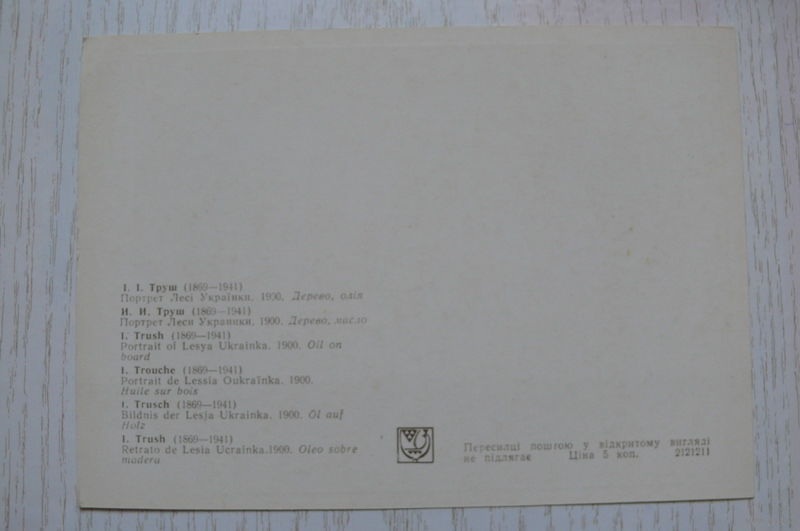 І. І. Труш (1869—1941)
Портрет Лесі Українки. 1900. Дерево, олія
И. И. Труш (1869—1941)
Портрет Леси Украинки. 1900. Дерево, масло
I. Trush (1869—1941)
Portrait of Lesya Ukrainka. 1900. Oil on
board
I. Trouche (1869—1941)
Portrait de Lessia Oukraïnka. 1900.
Huile sur bois
I. Trusch (1869—1941)
Bildnis der Lesja Ukrainka. 1900. Öl auf
Holz
I. Trush (1869—1941)
Retrato de Lesia Ucrainka.1900. Oleo sobre
madera
Пересилці поштою у відкритому вигляді
не підлягає Ціна 5 коп. 2121211